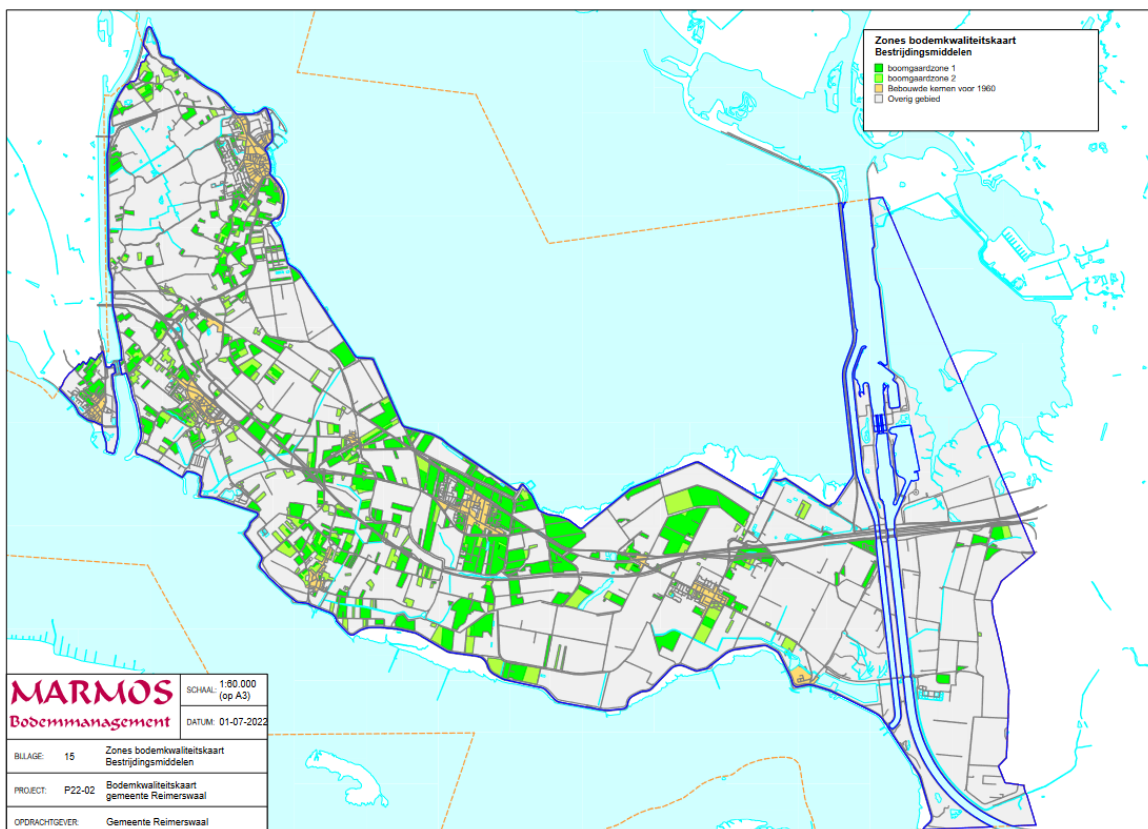 Zones bodemkwaliteitskaart
Bestrijdingsmiddelen
boomgaardzone 1
boomgaardzone 2
Bebouwde kernen voor 1960
Overig gebied
MARMOS
Bodemmanagement
SCHAAL: 1:60.000
(op A3)
DATUM: 01-07-2022
BIJLAGE: 15 Zones bodemkwaliteitskaart
Bestrijdingsmiddelen
PROJECT: P22-02 Bodemkwaliteitskaart
gemeente Reimerswaal
OPDRACHTGEVER: Gemeente Reimerswaal